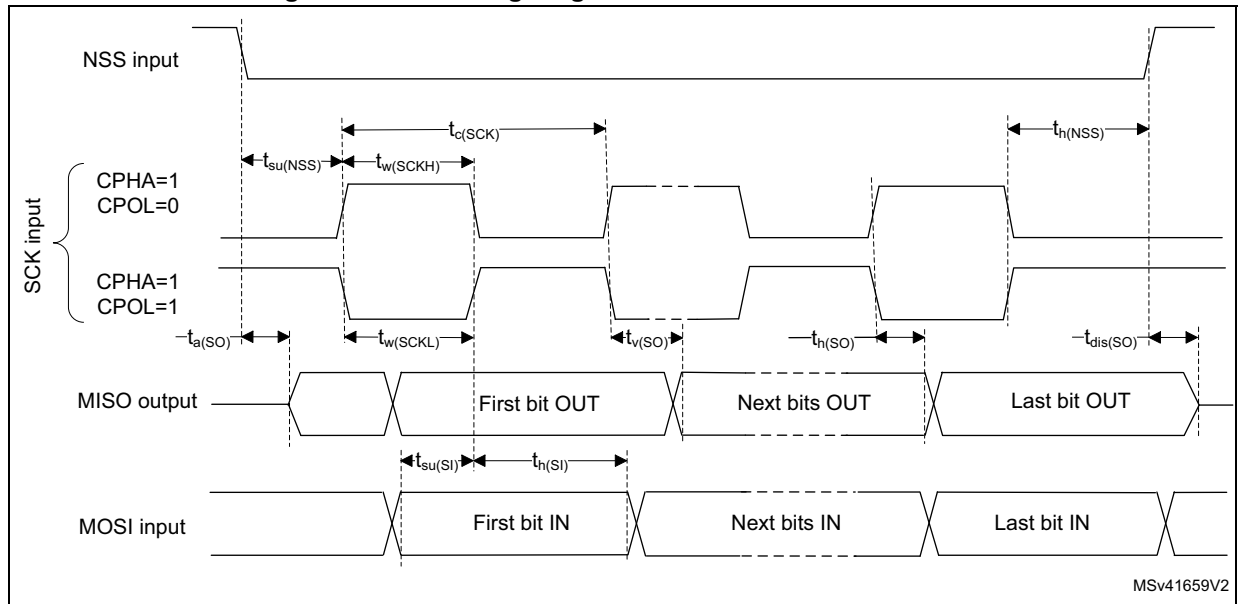 NSS input
tc(SCK)
th(NSS)
tsu(NSS)
tw(SCKH)
CPHA=1
CPOL=0
SCK input
CPHA=1
CPOL=1
ta(SO)
tw(SCKL)
tv(SO)
th(SO)
tdis(SO)
MISO output
First bit OUT
Next bits OUT
Last bit OUT
tsu(SI)
th(SI)
MOSI input
First bit IN
Next bits IN
Last bit IN
MSv41659V2